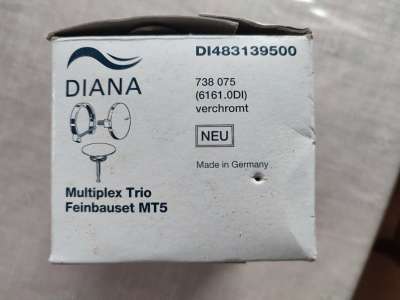 DIANA
DI483139500
738 075
(6161.0DI)
verchromt
NEU
Made in Germany
Multiplex Trio
Feinbauset MT5